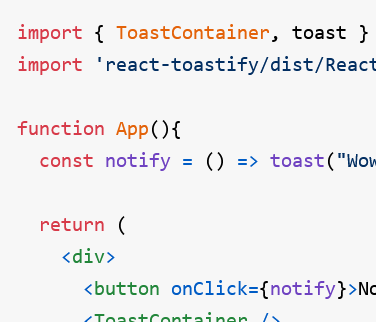 import { ToastContainer, toast }
import 'react-toastify/dist/React
function App(){
const notify = () => toast("Wow
return (
<div>
<button onClick={notify}>No
<ToastContainer />